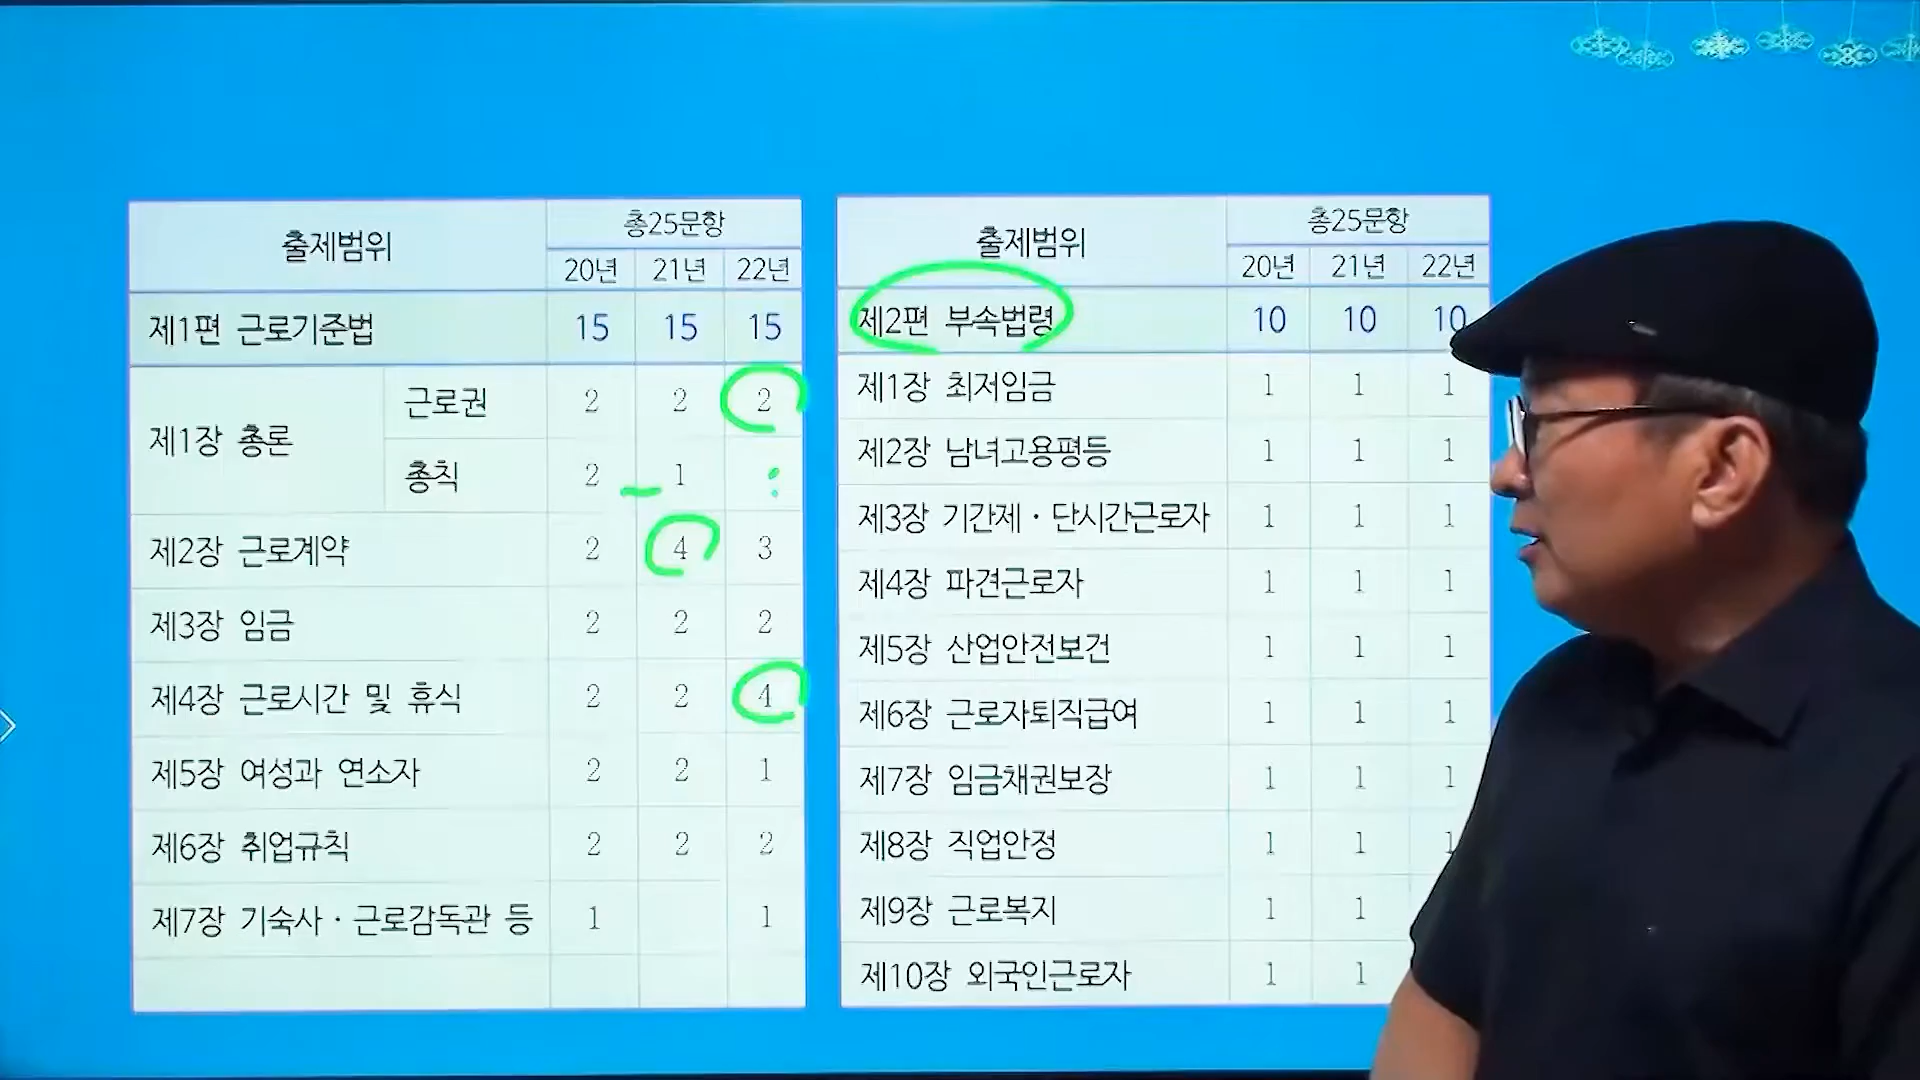 출제범위 총25문항
20년 21년 22년
제1편 근로기준법 15 15 15
제1장 총론 근로권 2 2 2
총칙 2 1
제2장 근로계약 2 4 3
제3장 임금 2 2 2
제4장 근로시간 및 휴식 2 2 4
제5장 여성과 연소자 2 2 1
제6장 취업규칙 2 2 2
제7장 기숙사·근로감독관 등 1 1
출제범위 총25문항
20년 21년 22년
제2편 부속법령 10 10 10
제1장 최저임금 1 1 1
제2장 남녀고용평등 1 1 1
제3장 기간제·단시간근로자 1 1 1
제4장 파견근로자 1 1 1
제5장 산업안전보건 1 1 1
제6장 근로자퇴직급여 1 1 1
제7장 임금채권보장 1 1 1
제8장 직업안정 1 1 1
제9장 근로복지 1 1
제10장 외국인근로자 1 1